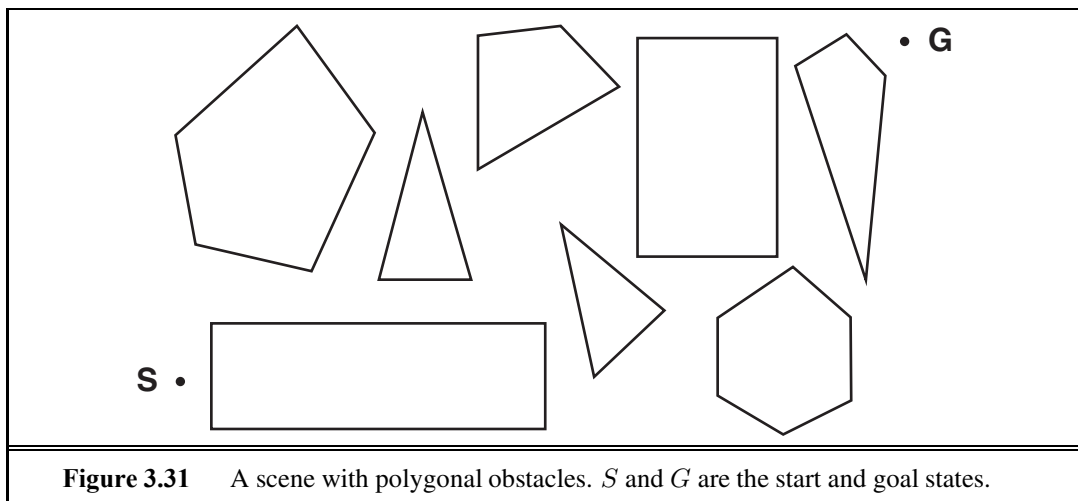 G
S
Figure 3.31 A scene with polygonal obstacles. S and G are the start and goal states.